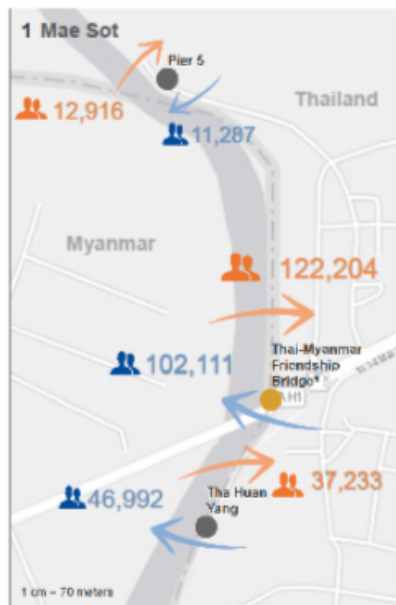 1 Mae Sot
Pier 5
12,916
Thailand
11,287
Myanmar
122,204
Thai-Myanmar
Friendship
Bridge*
AH1
102,111
37,233
46,992
Tha Huan
Yang
1 cm = 70 meters